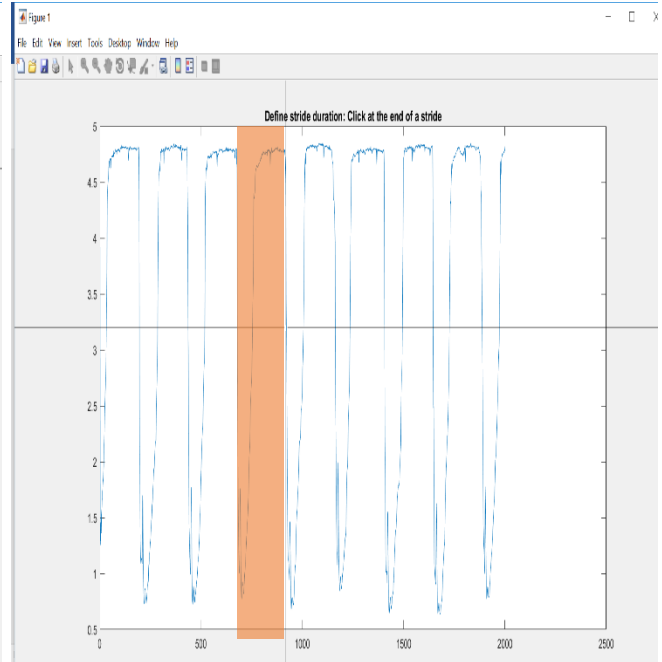 Figure 1
File Edit View Insert Tools Desktop Window Help
Define stride duration: Click at the end of a stride
5
4.5
4
3.5
3
2.5
2
1.5
1
0.5
0 500 1000 1500 2000 2500